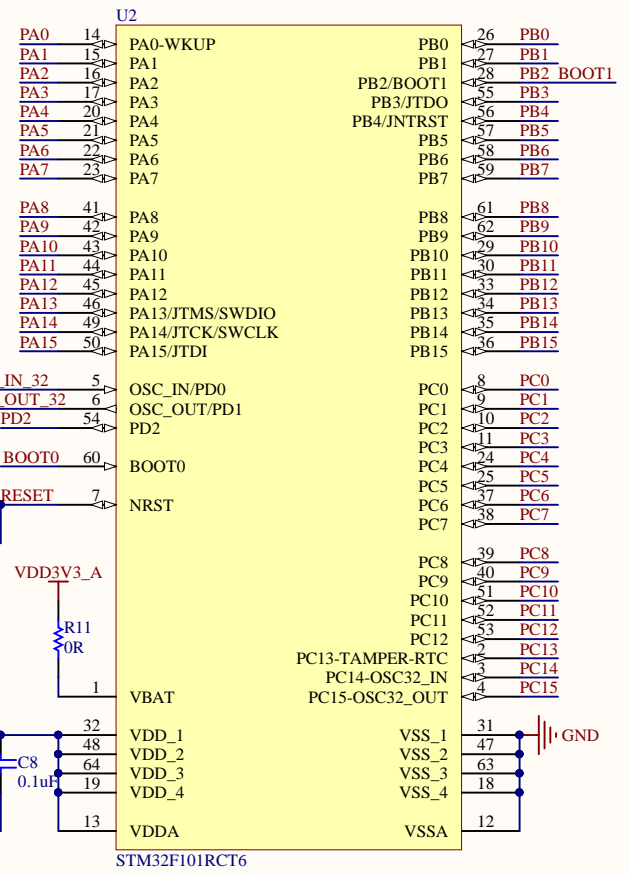 U2
PA0 14 PA0-WKUP PB0 26 PB0
PA1 15 PA1 PB1 27 PB1
PA2 16 PA2 PB2/BOOT1 28 PB2 BOOT1
PA3 17 PA3 PB3/JTDO 55 PB3
PA4 20 PA4 PB4/JNTRST 56 PB4
PA5 21 PA5 PB5 57 PB5
PA6 22 PA6 PB6 58 PB6
PA7 23 PA7 PB7 59 PB7
PA8 41 PA8 PB8 61 PB8
PA9 42 PA9 PB9 62 PB9
PA10 43 PA10 PB10 29 PB10
PA11 44 PA11 PB11 30 PB11
PA12 45 PA12 PB12 33 PB12
PA13 46 PA13/JTMS/SWDIO PB13 34 PB13
PA14 49 PA14/JTCK/SWCLK PB14 35 PB14
PA15 50 PA15/JTDI PB15 36 PB15
_IN_32 5 OSC_IN/PD0 PC0 8 PC0
_OUT_32 6 OSC_OUT/PD1 PC1 9 PC1
PD2 54 PD2 PC2 10 PC2
PC3 11 PC3
BOOT0 60 BOOT0 PC4 24 PC4
PC5 25 PC5
RESET 7 NRST PC6 37 PC6
PC7 38 PC7
PC8 39 PC8
VDD3V3_A PC9 40 PC9
PC10 51 PC10
R11 PC11 52 PC11
0R PC12 53 PC12
PC13-TAMPER-RTC 2 PC13
PC14-OSC32_IN 3 PC14
1 VBAT PC15-OSC32_OUT 4 PC15
32 VDD_1 VSS_1 31 GND
48 VDD_2 VSS_2 47
C8 64 VDD_3 VSS_3 63
0.1uF 19 VDD_4 VSS_4 18
13 VDDA VSSA 12
STM32F101RCT6